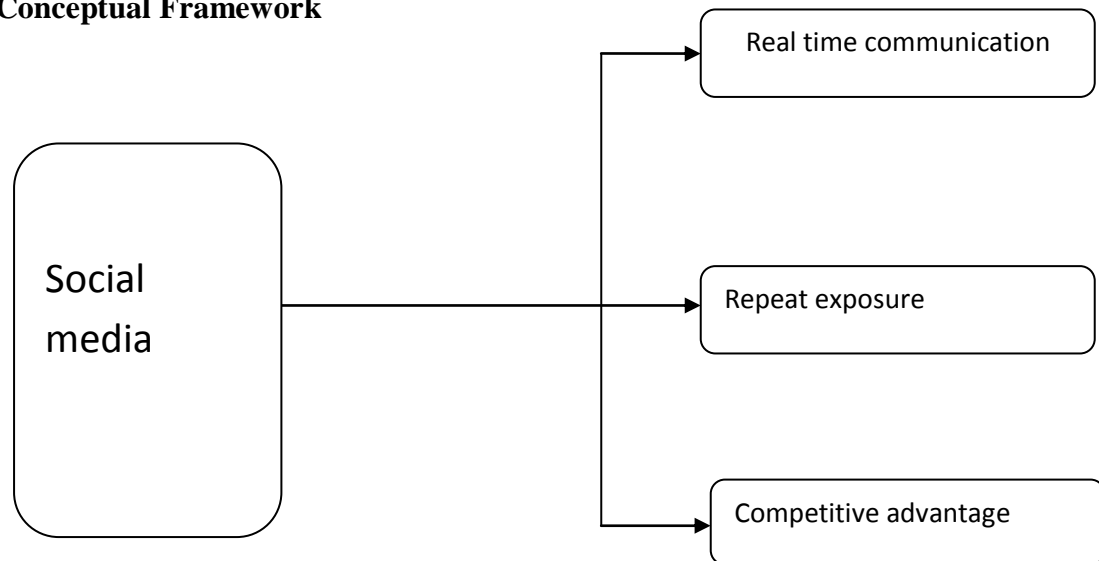 Conceptual Framework
Real time communication
Social
media
Repeat exposure
Competitive advantage